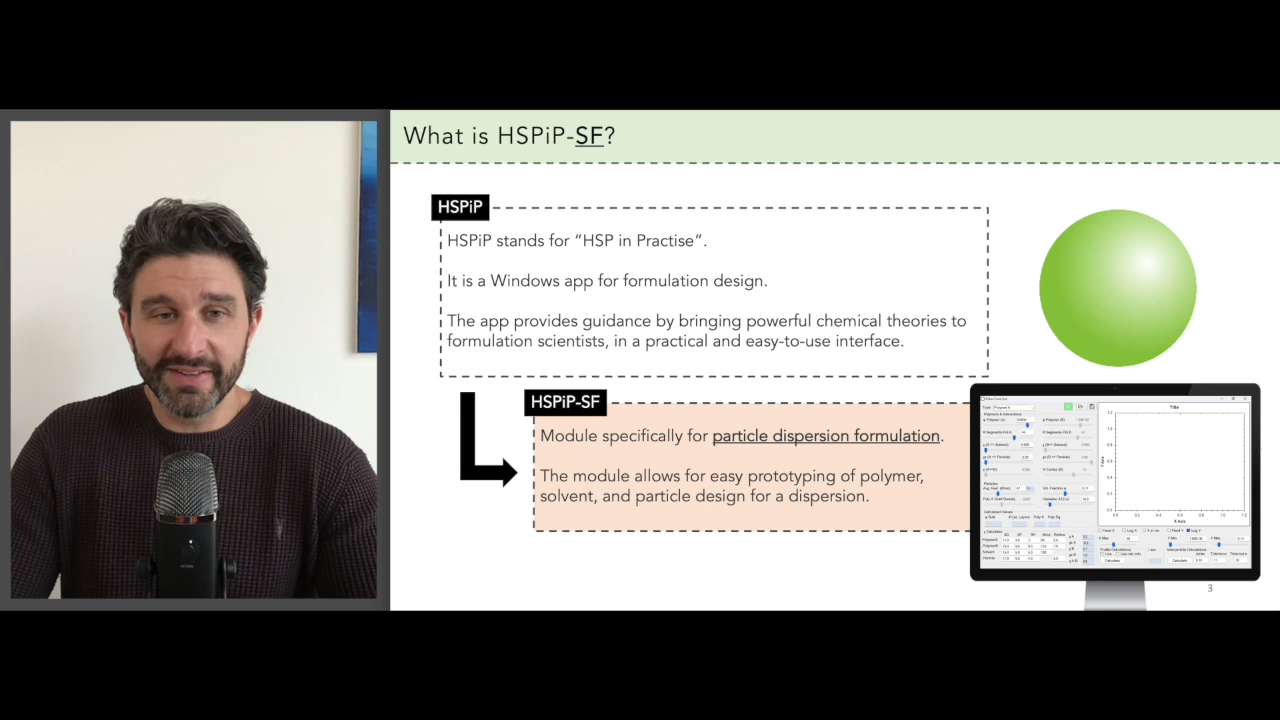 What is HSPiP-SF?
HSPiP
HSPiP stands for “HSP in Practise”.
It is a Windows app for formulation design.
The app provides guidance by bringing powerful chemical theories to
formulation scientists, in a practical and easy-to-use interface.
HSPiP-SF
Module specifically for particle dispersion formulation.
The module allows for easy prototyping of polymer,
solvent, and particle design for a dispersion.
Title
X Axis
Calculate
Calculate
3